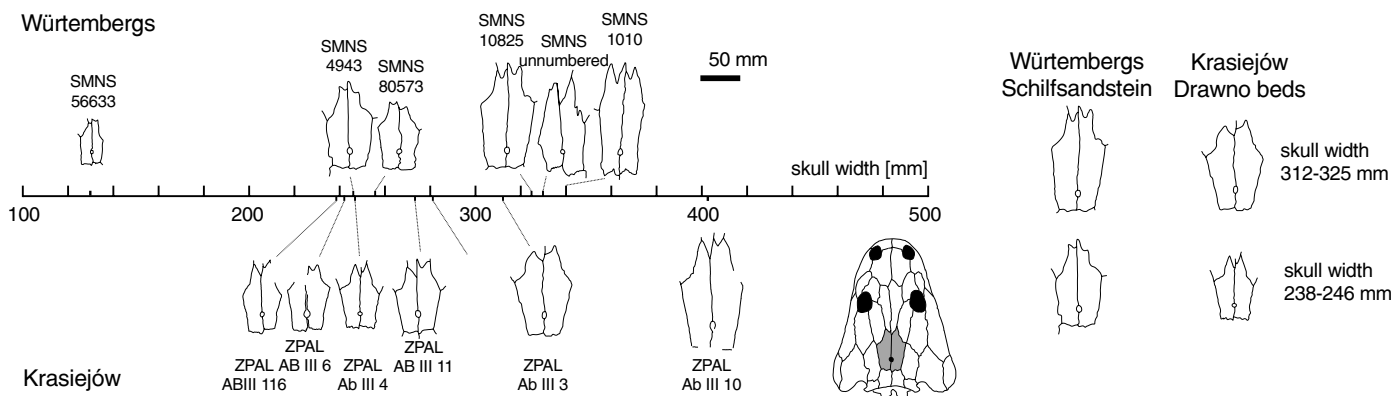 Würtembergs
SMNS
56633
SMNS
4943
SMNS
80573
SMNS
10825
SMNS
unnumbered
SMNS
1010
50 mm
skull width [mm]
100
200
300
400
500
ZPAL
ABIII 116
ZPAL
AB III 6
ZPAL
Ab III 4
ZPAL
AB III 11
ZPAL
Ab III 3
ZPAL
Ab III 10
Krasiejów
Würtembergs
Schilfsandstein
Krasiejów
Drawno beds
skull width
312-325 mm
skull width
238-246 mm